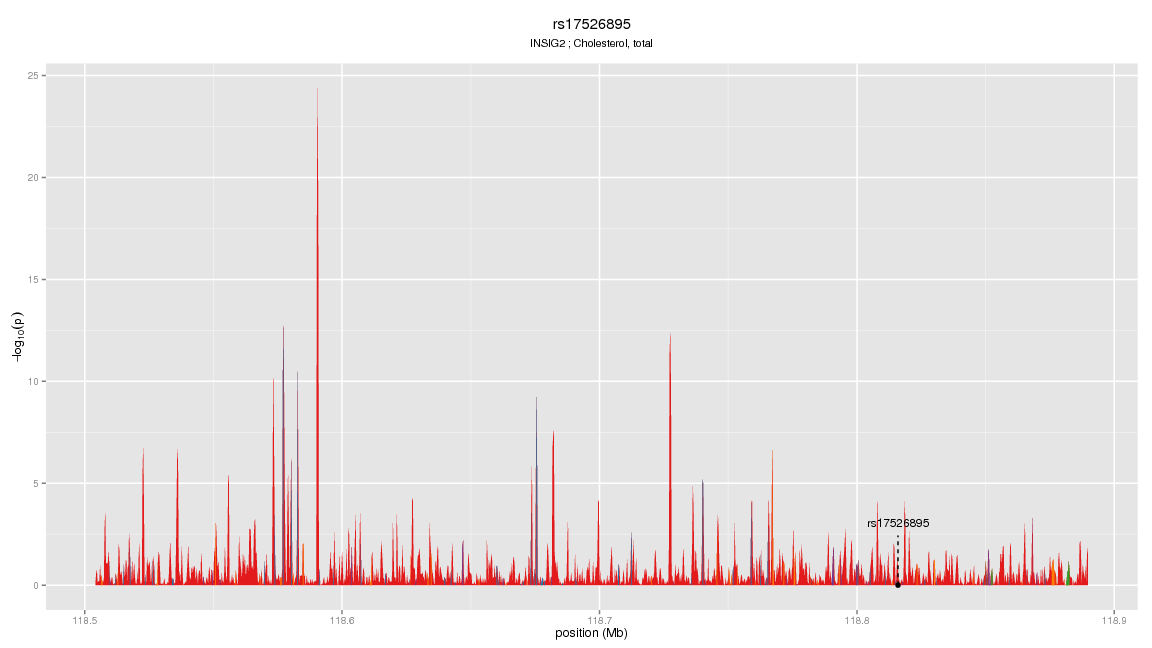 rs17526895
INSIG2 ; Cholesterol, total
25
20
15
10
5
0
−log10(p)
rs17526895
118.5
118.6
118.7
118.8
118.9
position (Mb)